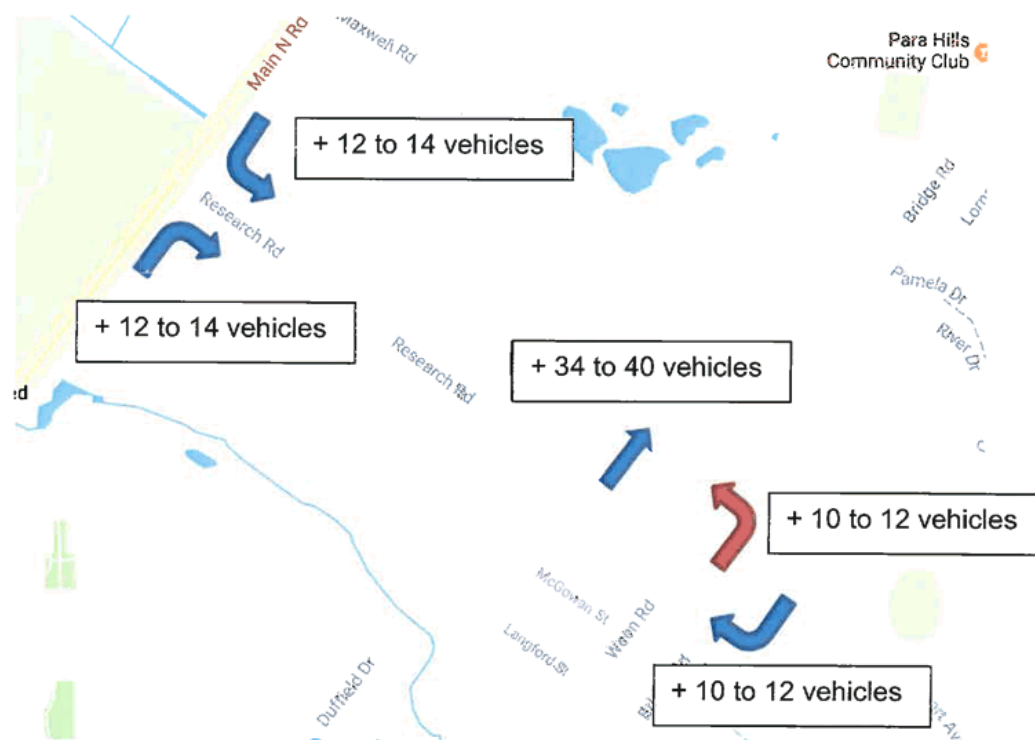 Maxwell Rd
Main N Rd
Para Hills
Community Club
+ 12 to 14 vehicles
Bridge Rd
Research Rd
Pamela Dr
River Dr
+ 12 to 14 vehicles
ed
Research Rd
+ 34 to 40 vehicles
+ 10 to 12 vehicles
McGowan St
Langford St
Duffield Dr
+ 10 to 12 vehicles